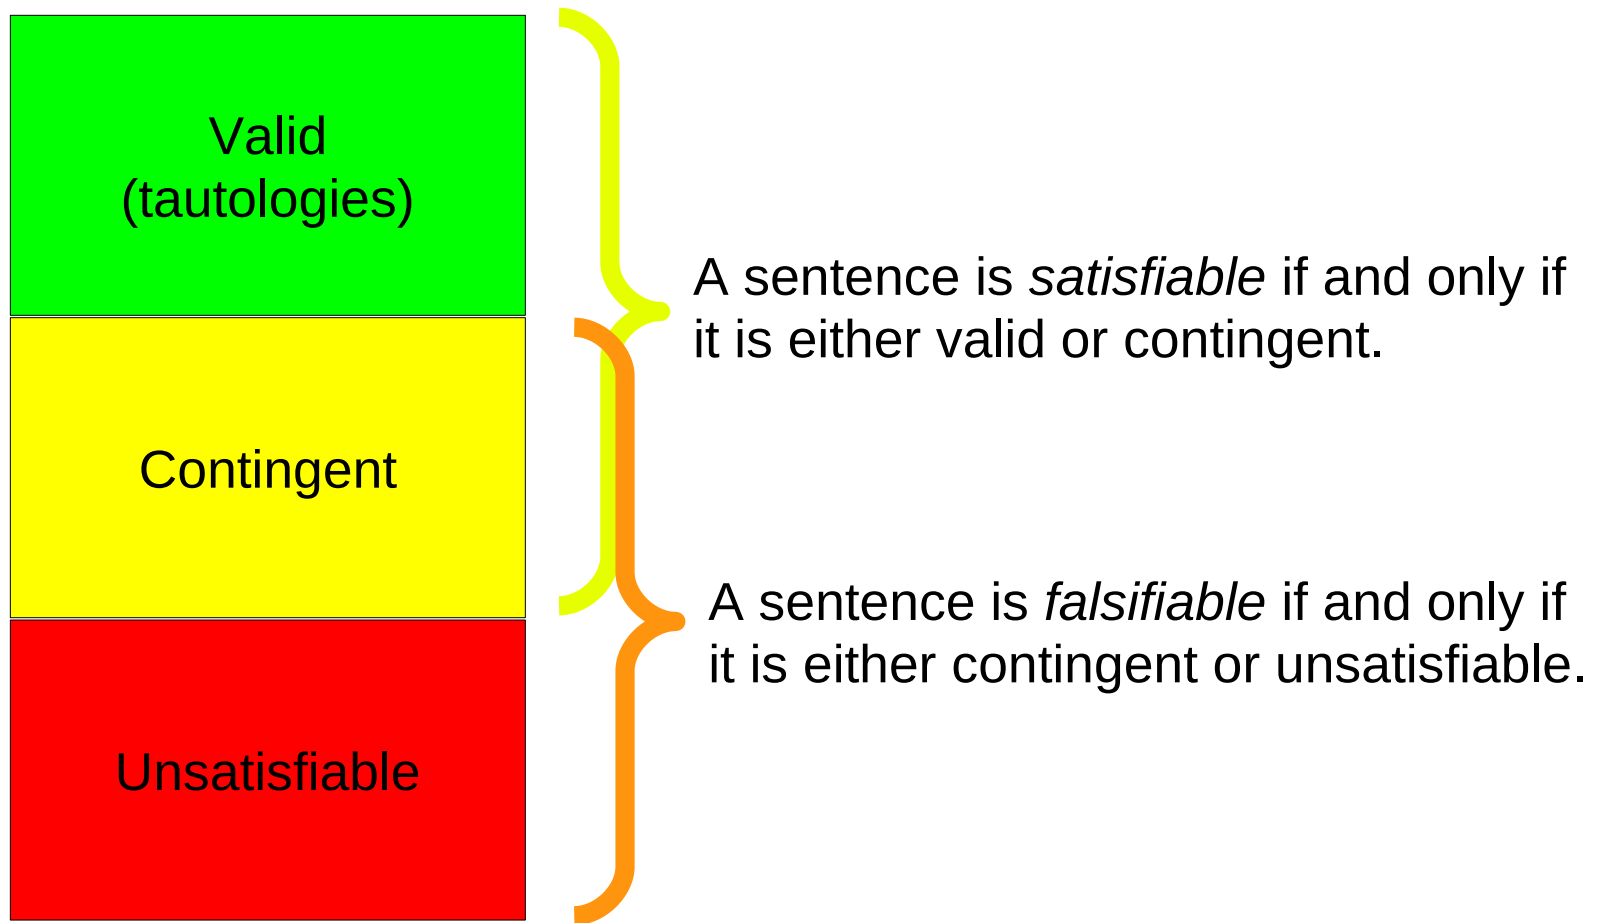 Valid
(tautologies)
A sentence is satisfiable if and only if
it is either valid or contingent.
Contingent
A sentence is falsifiable if and only if
it is either contingent or unsatisfiable.
Unsatisfiable